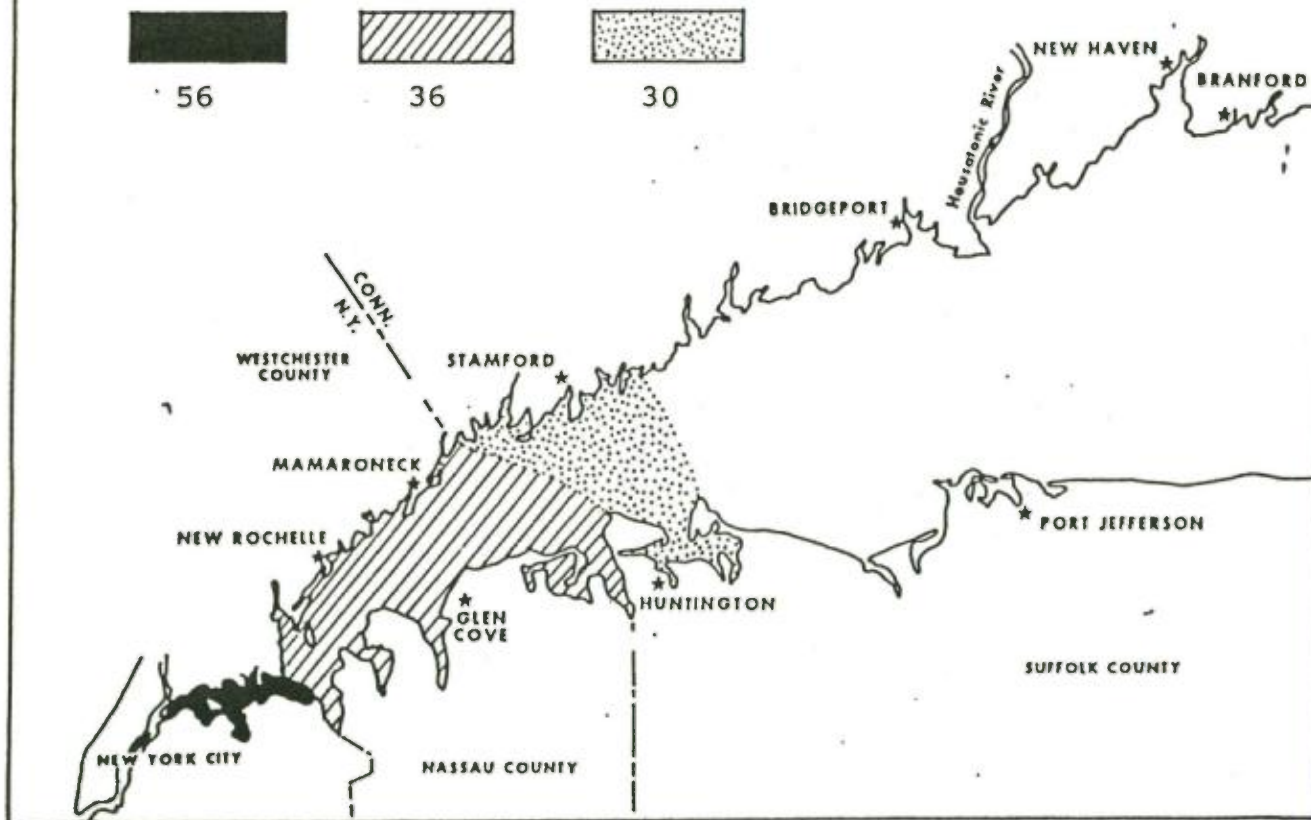 56
36
30
NEW HAVEN
BRANFORD
Housatonic River
BRIDGEPORT
CONN.
N.Y.
WESTCHESTER
COUNTY
STAMFORD
MAMARONECK
NEW ROCHELLE
PORT JEFFERSON
HUNTINGTON
GLEN
COVE
SUFFOLK COUNTY
NEW YORK CITY
NASSAU COUNTY